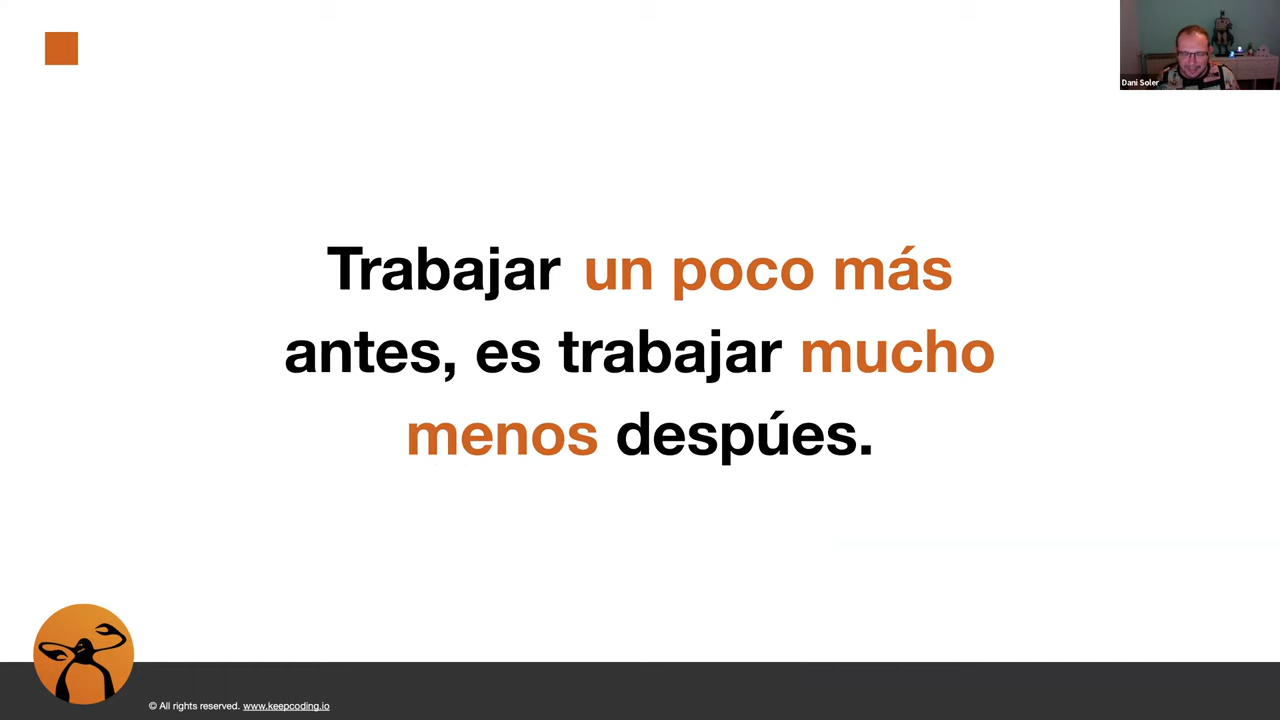 Dani Soler
Trabajar un poco más
antes, es trabajar mucho
menos despúes.
© All rights reserved. www.keepcoding.io